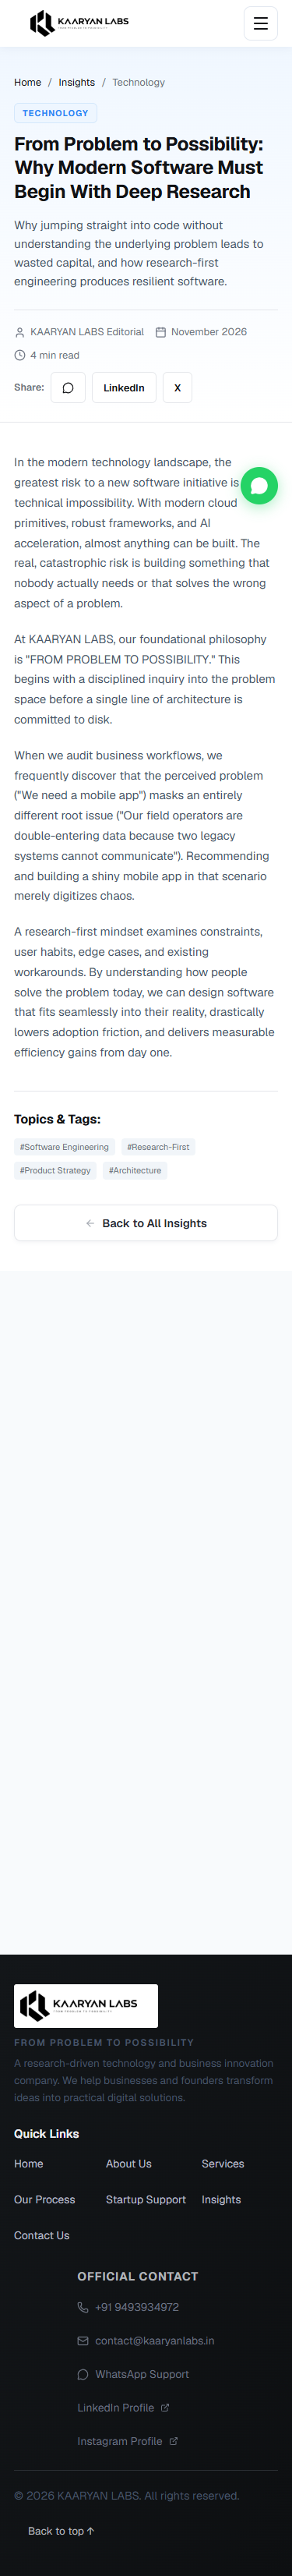 KAARYAN LABS
FROM PROBLEM TO POSSIBILITY
Home / Insights / Technology
TECHNOLOGY
From Problem to Possibility:
Why Modern Software Must
Begin With Deep Research
Why jumping straight into code without
understanding the underlying problem leads to
wasted capital, and how research-first
engineering produces resilient software.
KAARYAN LABS Editorial November 2026
4 min read
Share: LinkedIn X
In the modern technology landscape, the
greatest risk to a new software initiative is
technical impossibility. With modern cloud
primitives, robust frameworks, and AI
acceleration, almost anything can be built. The
real, catastrophic risk is building something that
nobody actually needs or that solves the wrong
aspect of a problem.
At KAARYAN LABS, our foundational philosophy
is "FROM PROBLEM TO POSSIBILITY." This
begins with a disciplined inquiry into the problem
space before a single line of architecture is
committed to disk.
When we audit business workflows, we
frequently discover that the perceived problem
("We need a mobile app") masks an entirely
different root issue ("Our field operators are
double-entering data because two legacy
systems cannot communicate"). Recommending
and building a shiny mobile app in that scenario
merely digitizes chaos.
A research-first mindset examines constraints,
user habits, edge cases, and existing
workarounds. By understanding how people
solve the problem today, we can design software
that fits seamlessly into their reality, drastically
lowers adoption friction, and delivers measurable
efficiency gains from day one.
Topics & Tags:
#Software Engineering #Research-First
#Product Strategy #Architecture
← Back to All Insights
KAARYAN LABS
FROM PROBLEM TO POSSIBILITY
FROM PROBLEM TO POSSIBILITY
A research-driven technology and business innovation
company. We help businesses and founders transform
ideas into practical digital solutions.
Quick Links
Home About Us Services
Our Process Startup Support Insights
Contact Us
OFFICIAL CONTACT
+91 9493934972
contact@kaaryanlabs.in
WhatsApp Support
LinkedIn Profile
Instagram Profile
© 2026 KAARYAN LABS. All rights reserved.
Back to top ↑